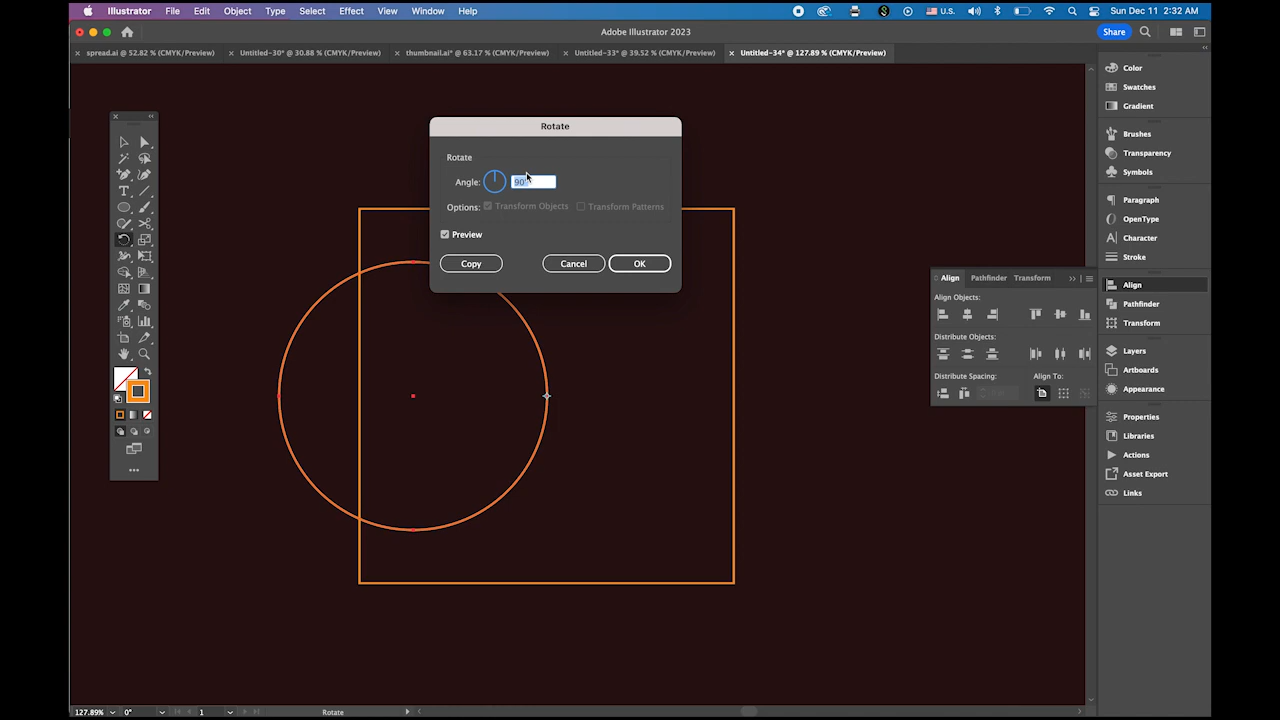 Illustrator File Edit Object Type Select Effect View Window Help
U.S. Sun Dec 11 2:32 AM
Adobe Illustrator 2023
Share
spread.ai @ 52.82 % (CMYK/Preview)
Untitled-30* @ 30.88 % (CMYK/Preview)
thumbnail.ai* @ 63.17 % (CMYK/Preview)
Untitled-33* @ 39.52 % (CMYK/Preview)
Untitled-34* @ 127.89 % (CMYK/Preview)
Rotate
Rotate
Angle: 90°
Options: Transform Objects Transform Patterns
Preview
Copy Cancel OK
Align Pathfinder Transform
Align Objects:
Distribute Objects:
Distribute Spacing: Align To:
Color
Swatches
Gradient
Brushes
Transparency
Symbols
Paragraph
OpenType
Character
Stroke
Align
Pathfinder
Transform
Layers
Artboards
Appearance
Properties
Libraries
Actions
Asset Export
Links
127.89% 0° 1 Rotate